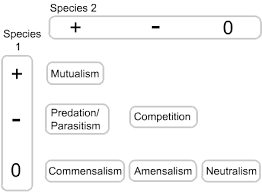 Species 2
+ - 0
Species
1
+ Mutualism
- Predation/
Parasitism Competition
0 Commensalism Amensalism Neutralism